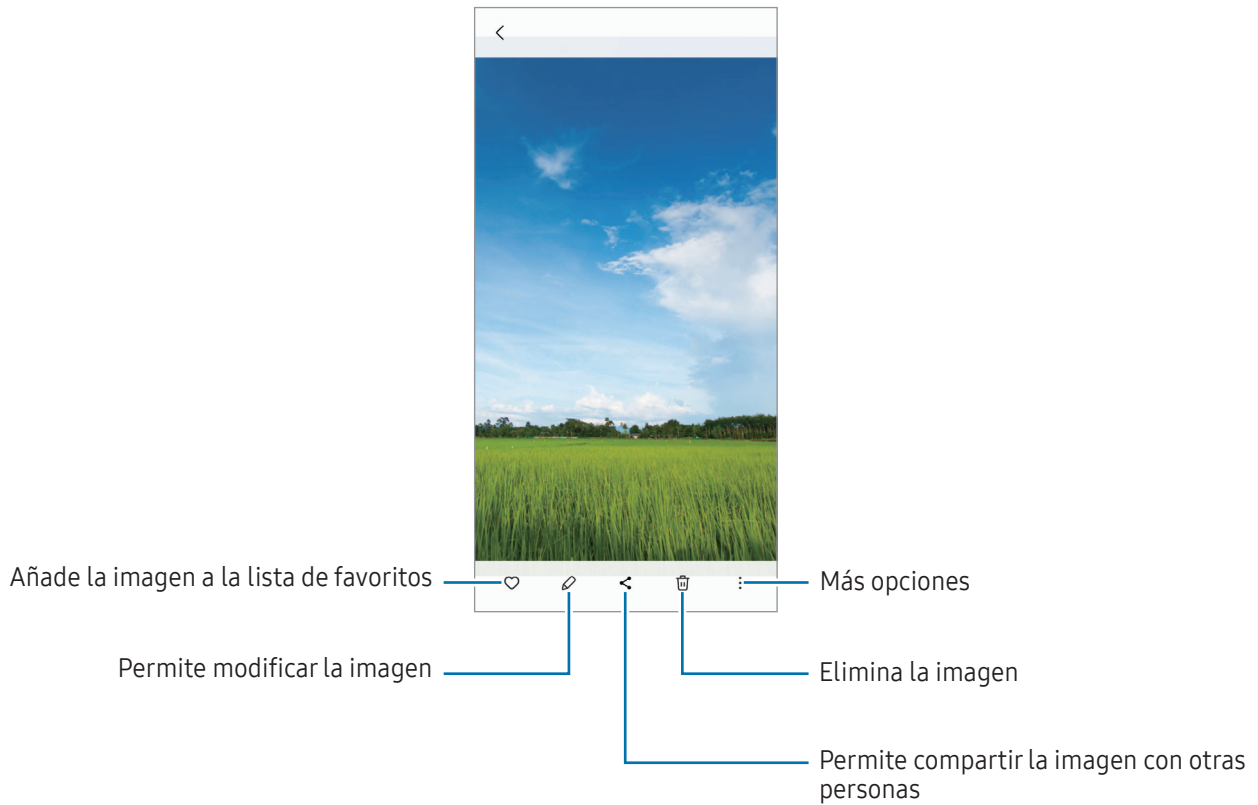 Añade la imagen a la lista de favoritos
Más opciones
Permite modificar la imagen
Elimina la imagen
Permite compartir la imagen con otras
personas